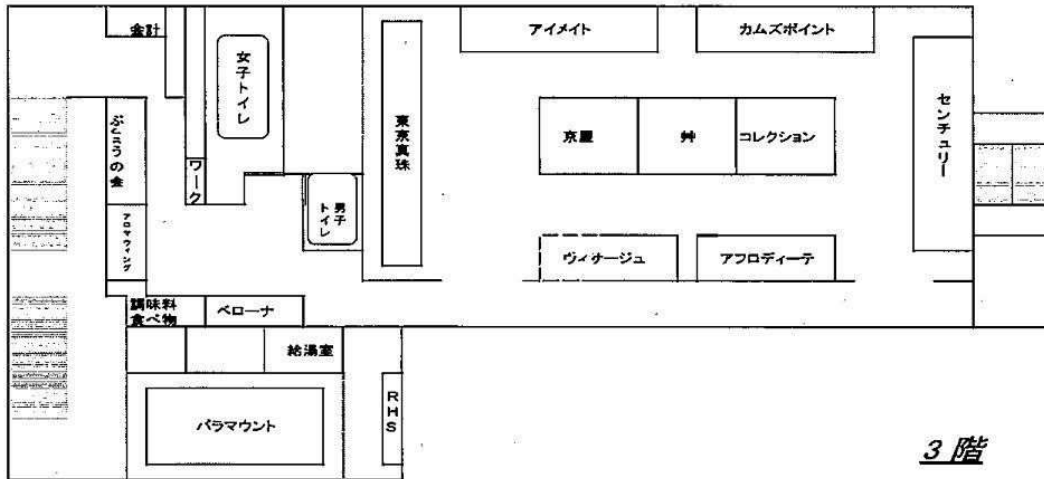 会計
女子トイレ
アイメイト
カムズポイント
センチュリー
東京真珠
ぶどうの会
ワーク
京屋
艸
コレクション
男子
トイレ
アロマウィング
ヴィサージュ
アフロディーテ
調味料
食べ物
ベローナ
給湯室
パラマウント
RHS
3 階